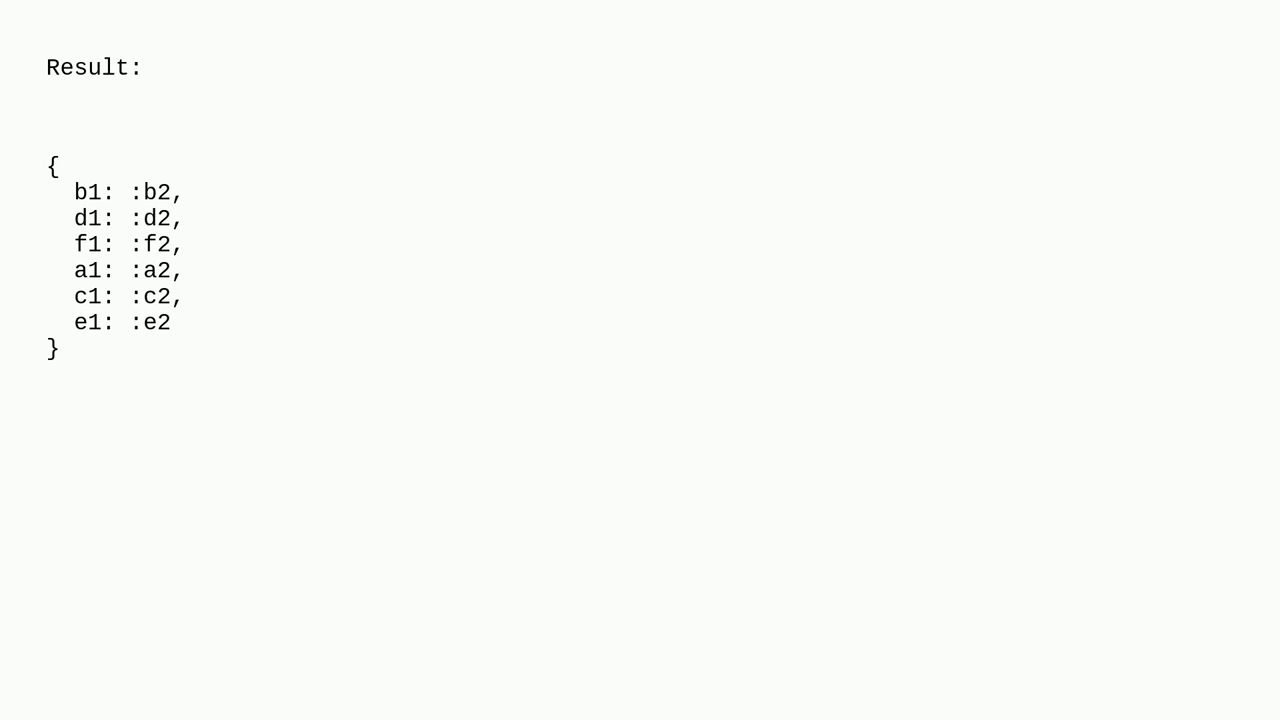 Result:
{
  b1: :b2,
  d1: :d2,
  f1: :f2,
  a1: :a2,
  c1: :c2,
  e1: :e2
}